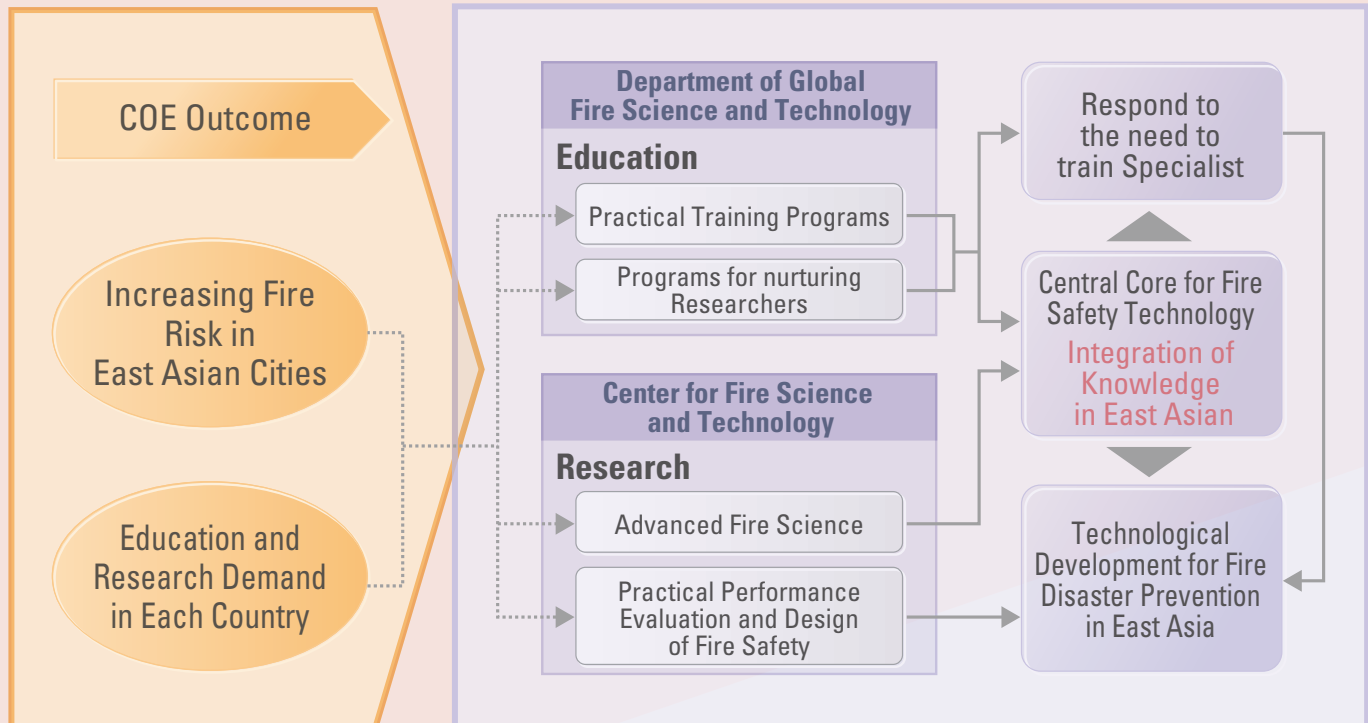 COE Outcome
Increasing Fire
Risk in
East Asian Cities
Education and
Research Demand
in Each Country
Department of Global
Fire Science and Technology
Education
Practical Training Programs
Programs for nurturing
Researchers
Center for Fire Science
and Technology
Research
Advanced Fire Science
Practical Performance
Evaluation and Design
of Fire Safety
Respond to
the need to
train Specialist
Central Core for Fire
Safety Technology
Integration of
Knowledge
in East Asian
Technological
Development for Fire
Disaster Prevention
in East Asia